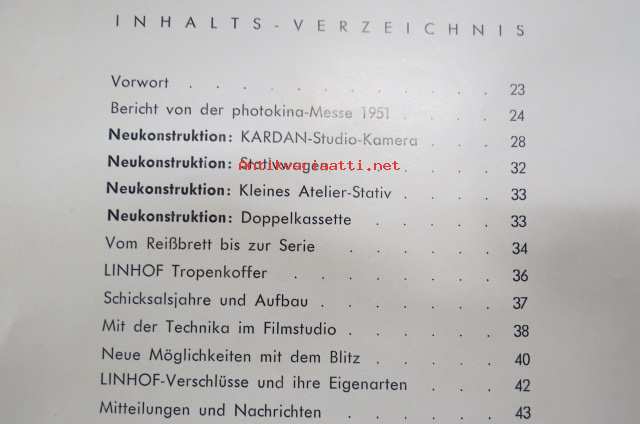 INHALTS-VERZEICHNIS
Vorwort . . . . . . . . . . . 23
Bericht von der photokina-Messe 1951 . . . . 24
Neukonstruktion: KARDAN-Studio-Kamera . . . 28
Neukonstruktion: Stativwagen . . . . . 32
antikvariaatti.net
Neukonstruktion: Kleines Atelier-Stativ . . . . 33
Neukonstruktion: Doppelkassette . . . . . 33
Vom Reißbrett bis zur Serie . . . . . . 34
LINHOF Tropenkoffer . . . . . . . 36
Schicksalsjahre und Aufbau . . . . . . 37
Mit der Technika im Filmstudio . . . . . 38
Neue Möglichkeiten mit dem Blitz . . . . . 40
LINHOF-Verschlüsse und ihre Eigenarten . . . 42
Mitteilungen und Nachrichten . . . . . 43